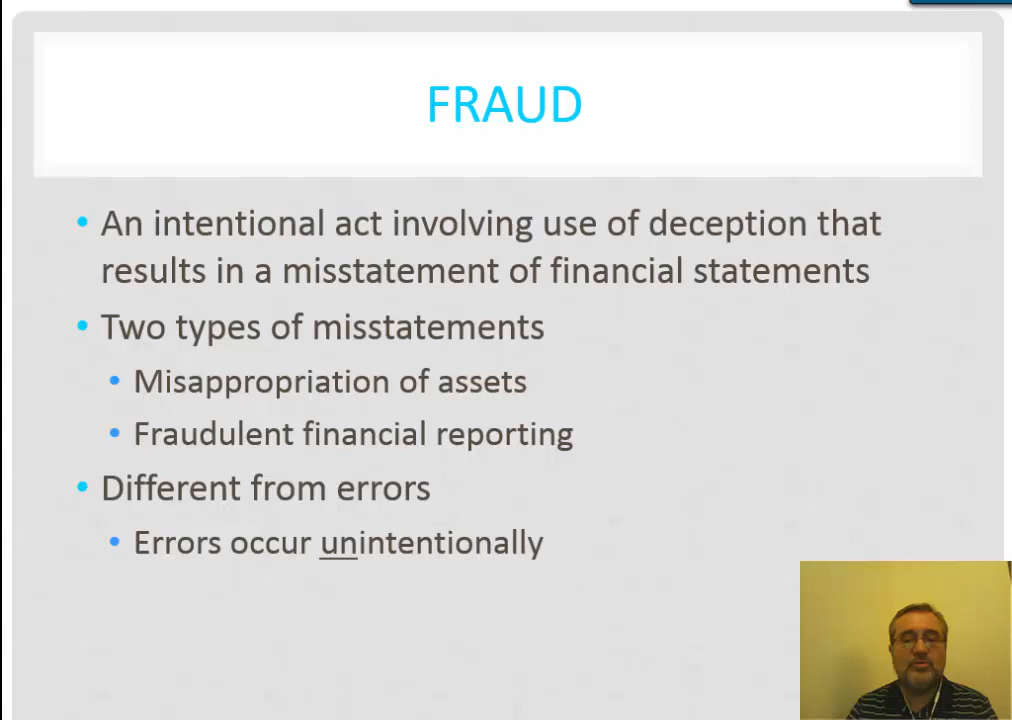 FRAUD
• An intentional act involving use of deception that
results in a misstatement of financial statements
• Two types of misstatements
• Misappropriation of assets
• Fraudulent financial reporting
• Different from errors
• Errors occur unintentionally